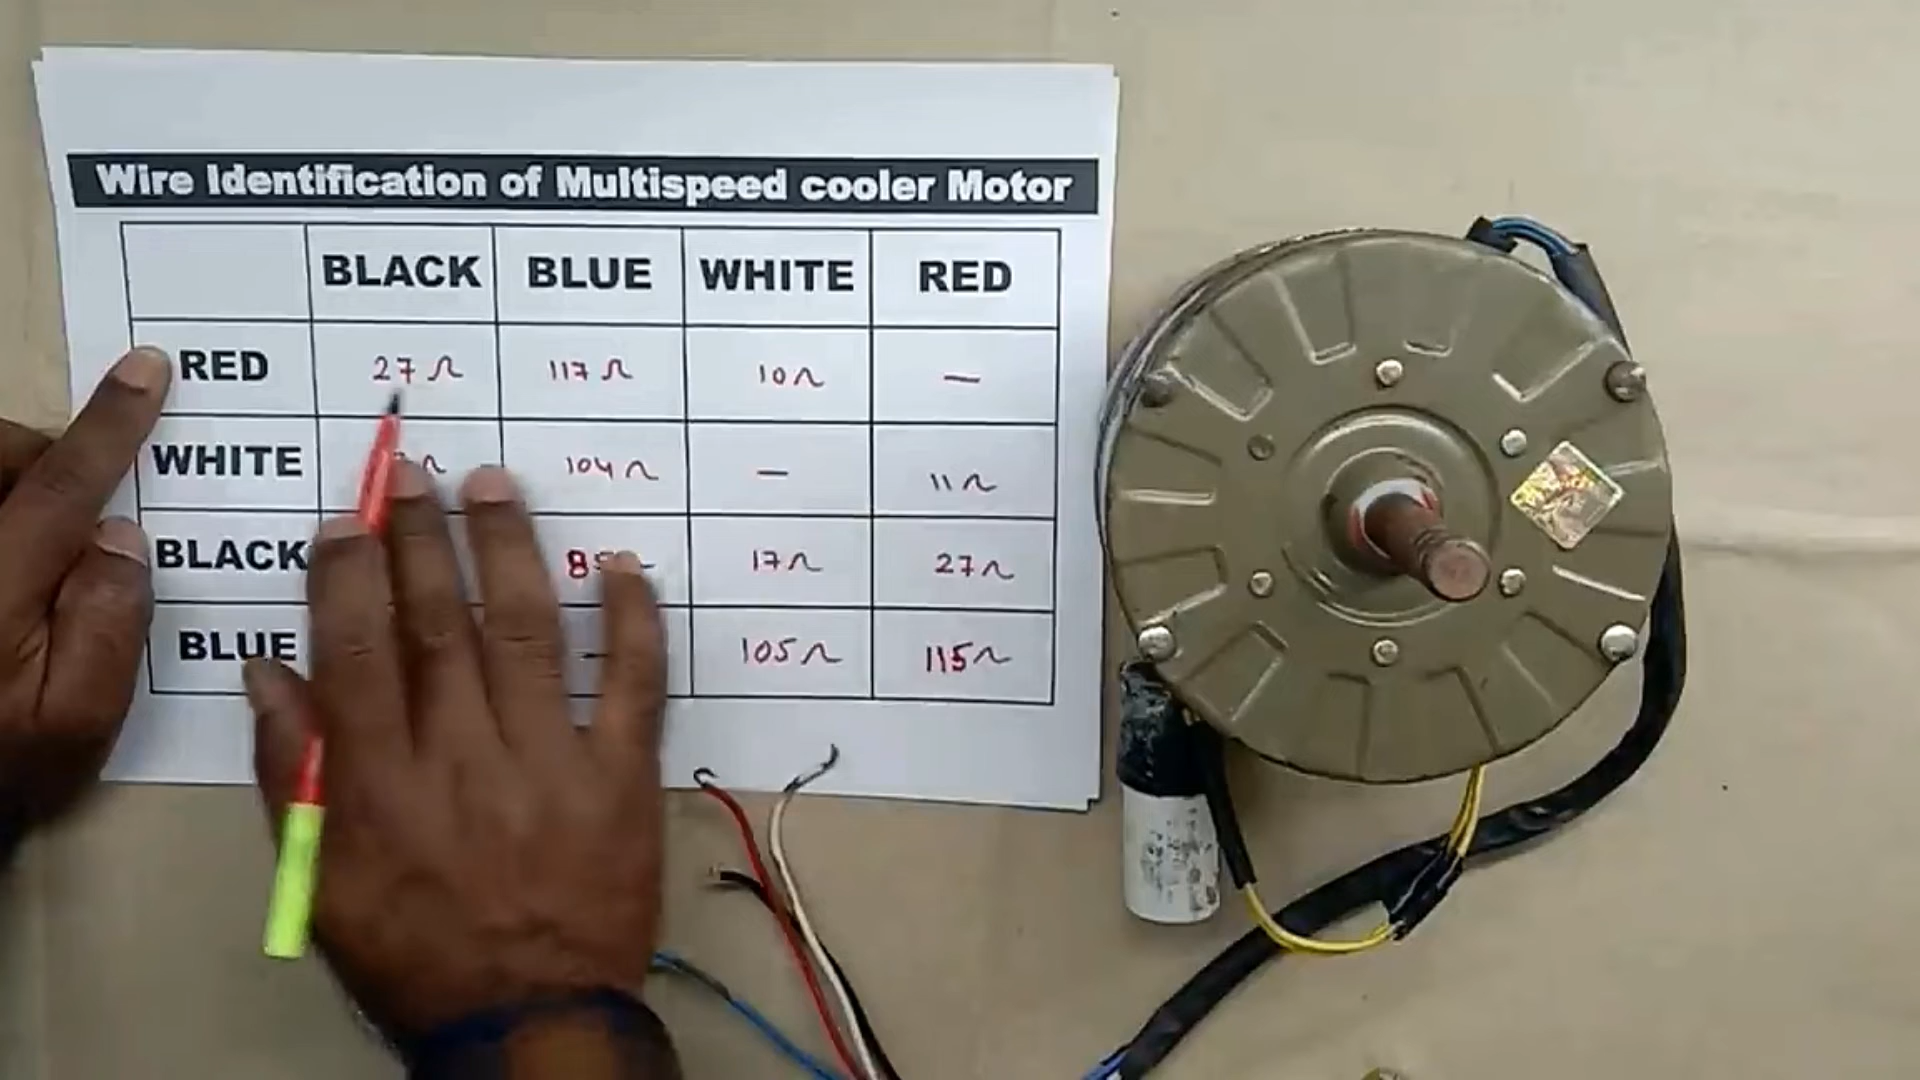 Wire Identification of Multispeed cooler Motor
BLACK BLUE WHITE RED
RED 27Ω 117Ω 10Ω —
WHITE 104Ω — 11Ω
BLACK 17Ω 27Ω
BLUE — 105Ω 115Ω